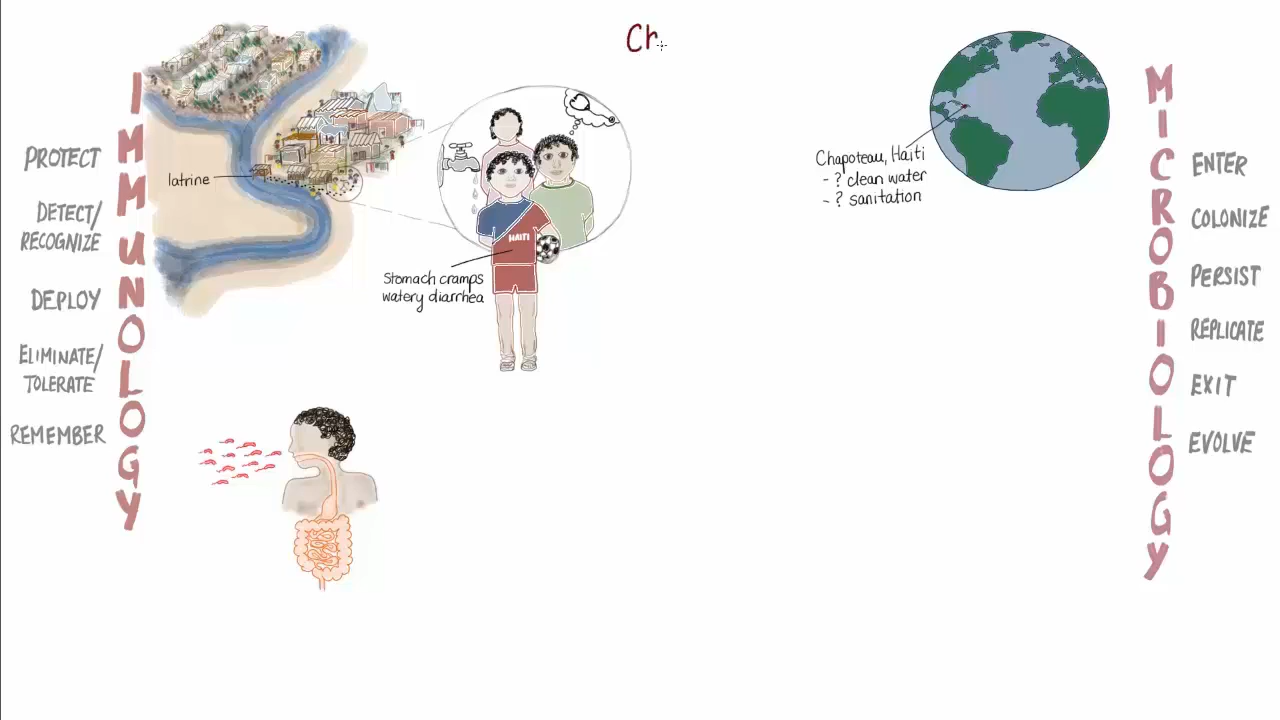 Ch
IMMUNOLOGY
PROTECT
DETECT/
RECOGNIZE
DEPLOY
ELIMINATE/
TOLERATE
REMEMBER
latrine
HAITI
Stomach cramps
watery diarrhea
Chapoteau, Haiti
- ? clean water
- ? sanitation
MICROBIOLOGY
ENTER
COLONIZE
PERSIST
REPLICATE
EXIT
EVOLVE